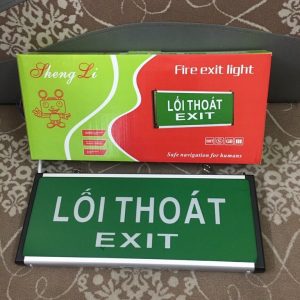 Sheng Li
Fire exit light
LỐI THOÁT
EXIT
Safe navigation for humans
LỐI THOÁT
EXIT